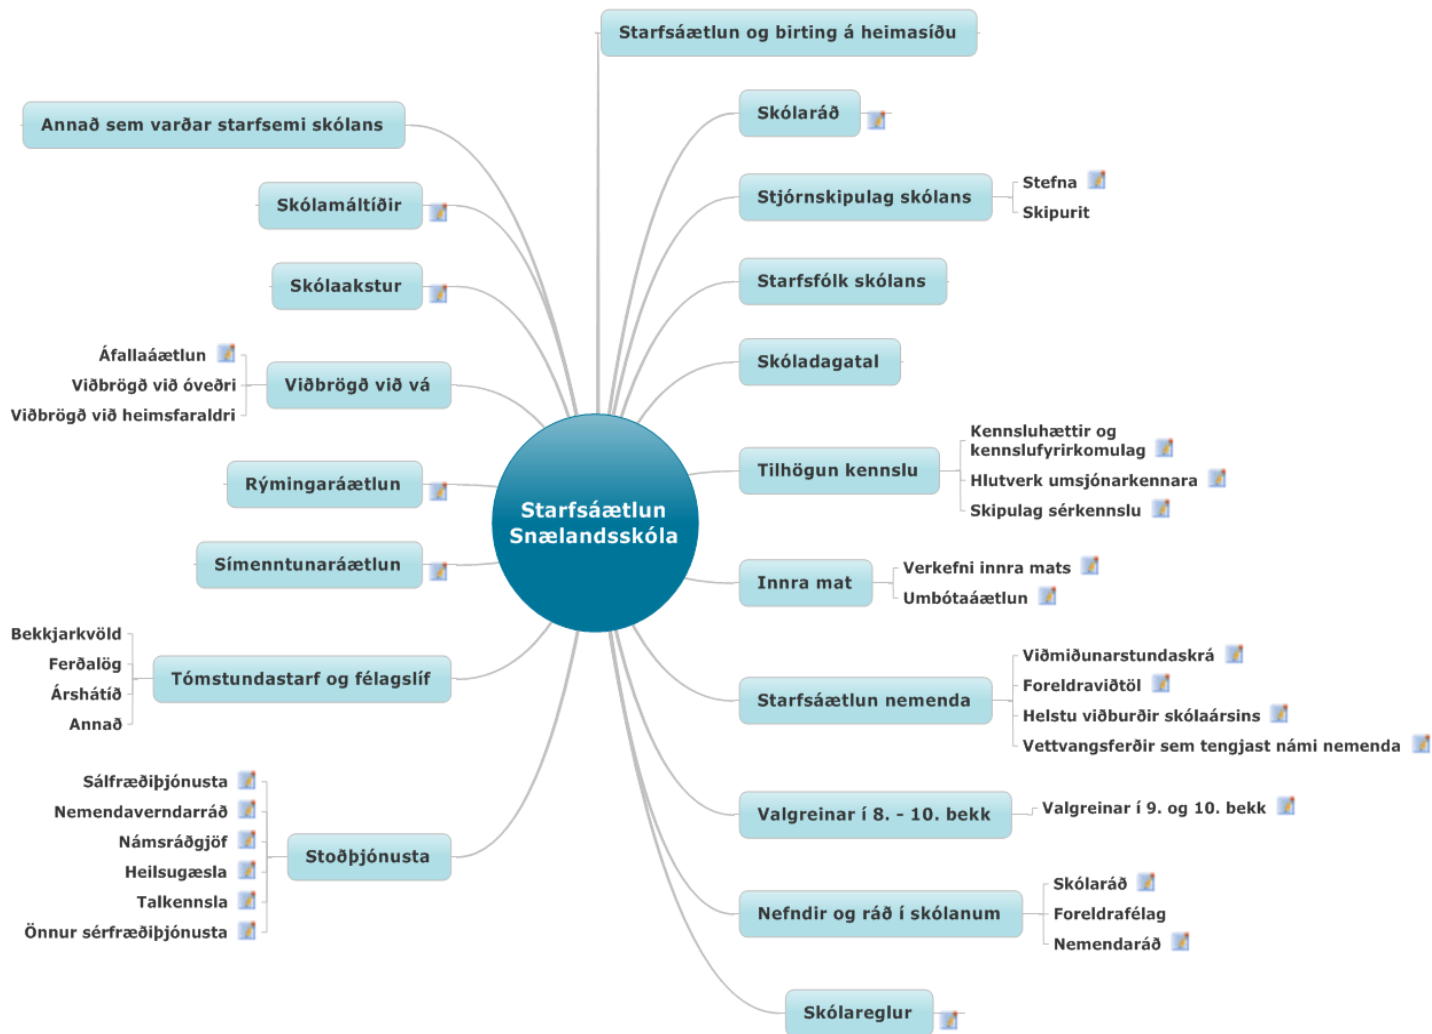 Starfsáætlun
Snælandsskóla
Starfsáætlun og birting á heimasíðu
Skólaráð
Stjórnskipulag skólans
Stefna
Skipurit
Starfsfólk skólans
Skóladagatal
Tilhögun kennslu
Kennsluhættir og
kennslufyrirkomulag
Hlutverk umsjónarkennara
Skipulag sérkennslu
Innra mat
Verkefni innra mats
Umbótaáætlun
Starfsáætlun nemenda
Viðmiðunarstundaskrá
Foreldraviðtöl
Helstu viðburðir skólaársins
Vettvangsferðir sem tengjast námi nemenda
Valgreinar í 8. - 10. bekk
Valgreinar í 9. og 10. bekk
Nefndir og ráð í skólanum
Skólaráð
Foreldrafélag
Nemendaráð
Skólareglur
Annað sem varðar starfsemi skólans
Skólamáltíðir
Skólaakstur
Viðbrögð við vá
Áfallaáætlun
Viðbrögð við óveðri
Viðbrögð við heimsfaraldri
Rýmingaráætlun
Símenntunaráætlun
Tómstundastarf og félagslíf
Bekkjarkvöld
Ferðalög
Árshátíð
Annað
Stoðþjónusta
Sálfræðiþjónusta
Nemendaverndarráð
Námsráðgjöf
Heilsugæsla
Talkennsla
Önnur sérfræðiþjónusta